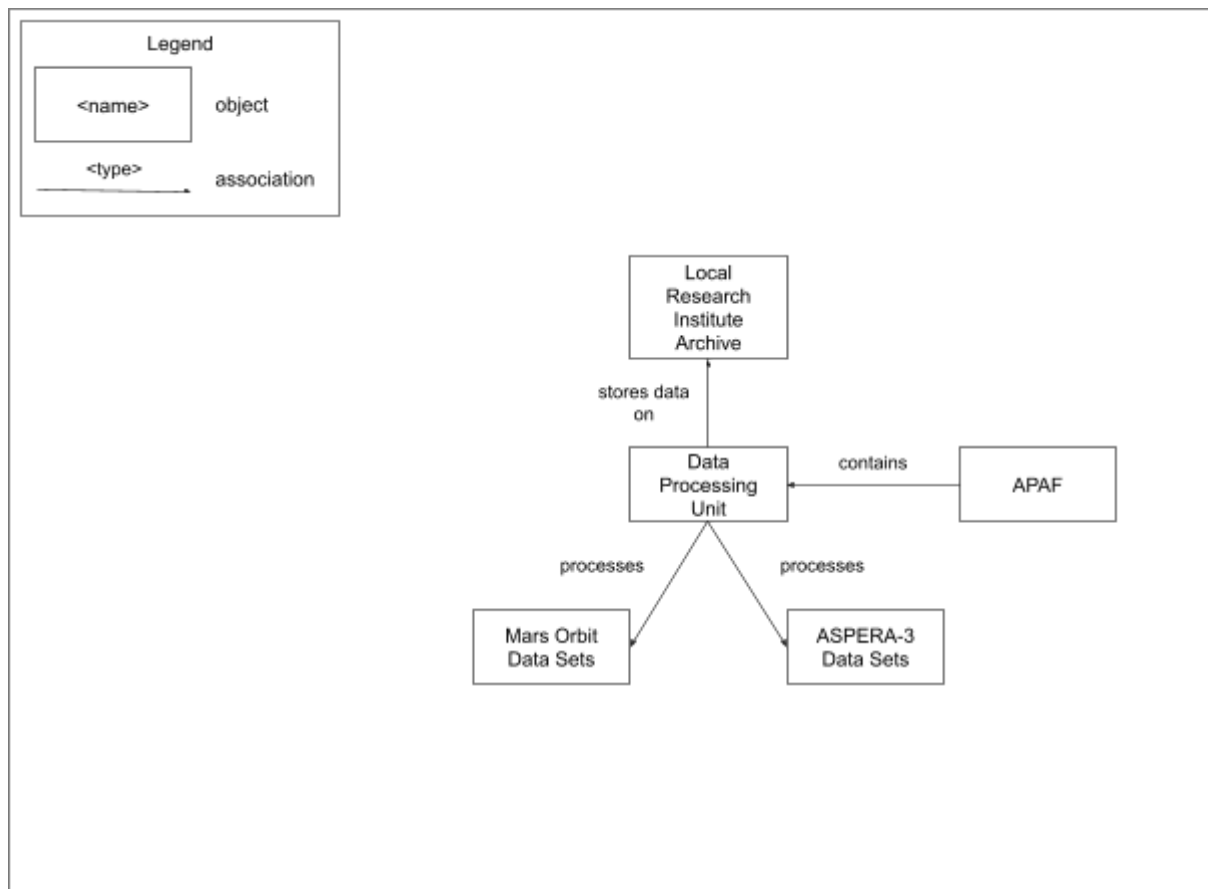 Legend
<name>
object
<type>
association
Local
Research
Institute
Archive
stores data
on
Data
Processing
Unit
contains
APAF
processes
processes
Mars Orbit
Data Sets
ASPERA-3
Data Sets